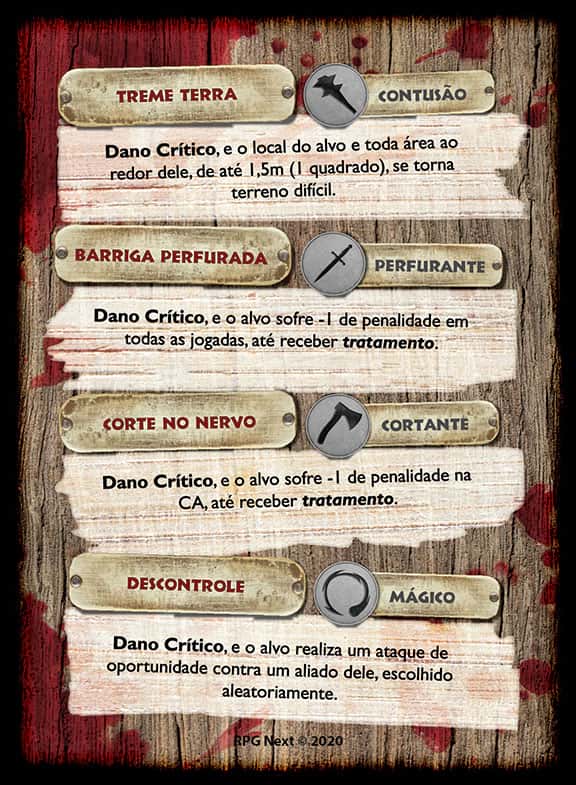 TREME TERRA
CONTUSÃO
Dano Crítico, e o local do alvo e toda área ao
redor dele, de até 1,5m (1 quadrado), se torna
terreno difícil.
BARRIGA PERFURADA
PERFURANTE
Dano Crítico, e o alvo sofre -1 de penalidade em
todas as jogadas, até receber tratamento.
CORTE NO NERVO
CORTANTE
Dano Crítico, e o alvo sofre -1 de penalidade na
CA, até receber tratamento.
DESCONTROLE
MÁGICO
Dano Crítico, e o alvo realiza um ataque de
oportunidade contra um aliado dele, escolhido
aleatoriamente.
RPG Next © 2020